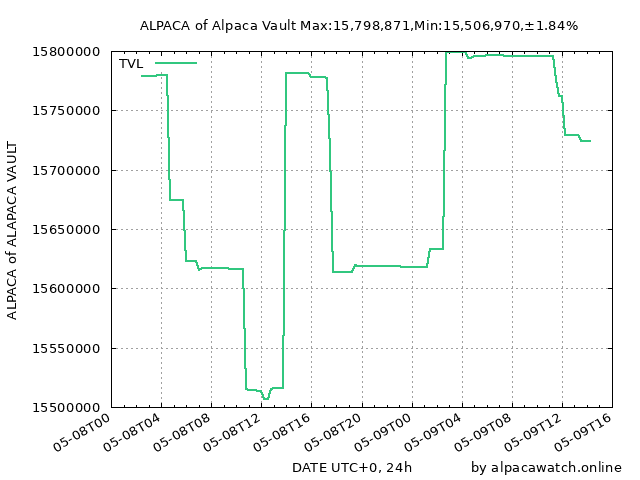 ALPACA of Alpaca Vault Max:15,798,871,Min:15,506,970,±1.84%
TVL
ALPACA of ALAPACA VAULT
15800000
15750000
15700000
15650000
15600000
15550000
15500000
05-08T00
05-08T04
05-08T08
05-08T12
05-08T16
05-08T20
05-09T00
05-09T04
05-09T08
05-09T12
05-09T16
DATE UTC+0, 24h
by alpacawatch.online